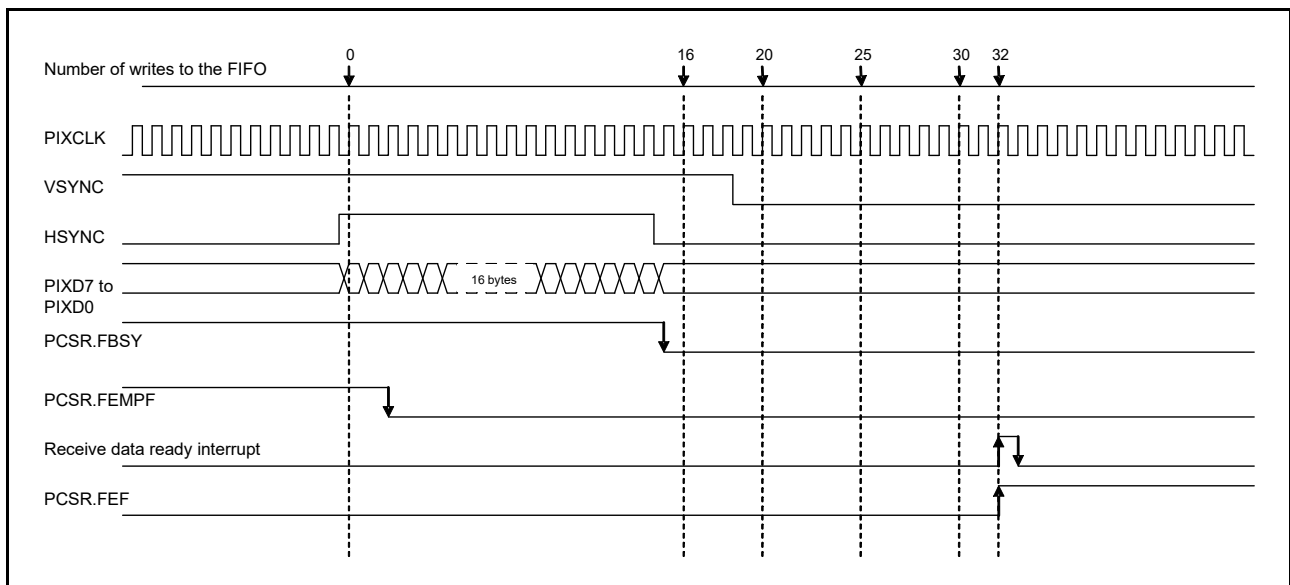 0 16 20 25 30 32
Number of writes to the FIFO
PIXCLK
VSYNC
HSYNC
PIXD7 to
PIXD0
16 bytes
PCSR.FBSY
PCSR.FEMPF
Receive data ready interrupt
PCSR.FEF